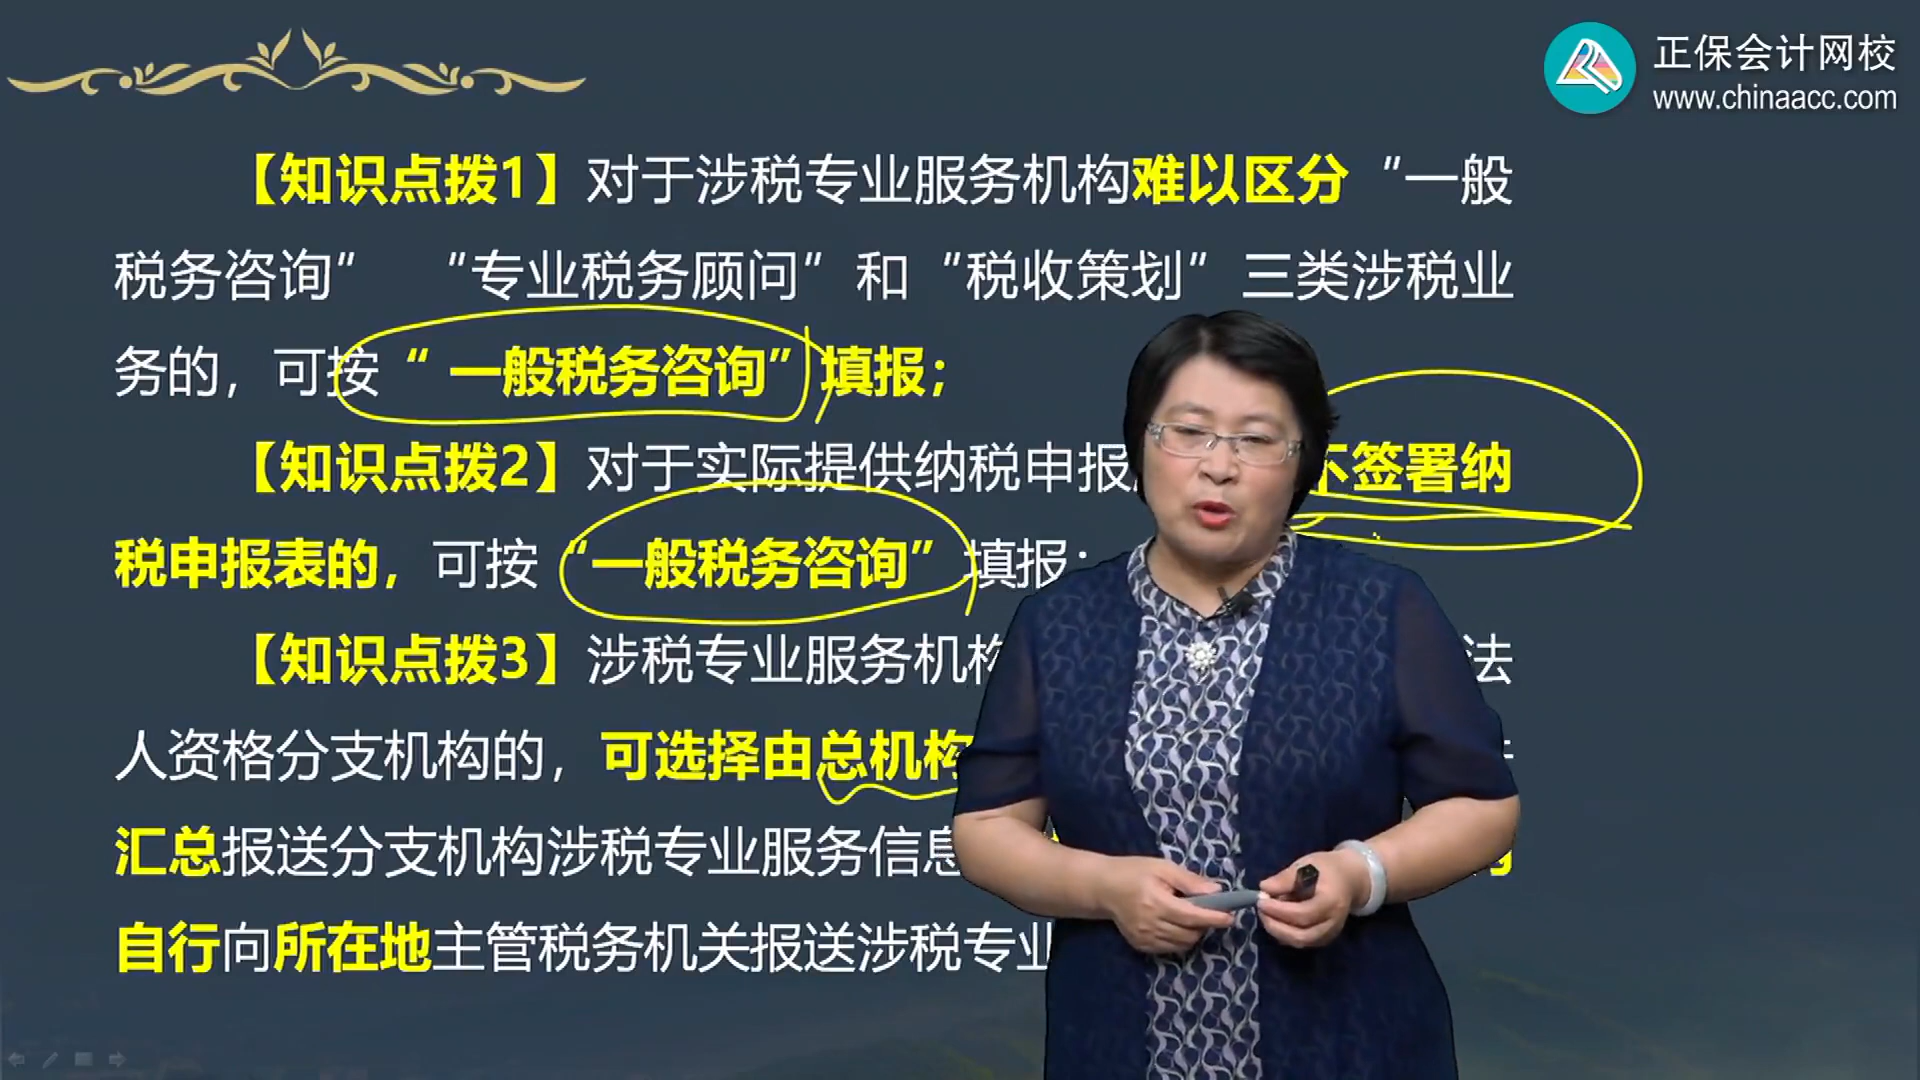 正保会计网校
www.chinaacc.com
【知识点拨1】对于涉税专业服务机构难以区分“一般
税务咨询” “专业税务顾问”和“税收策划”三类涉税业
务的，可按“一般税务咨询”填报；
【知识点拨2】对于实际提供纳税申报 不签署纳
税申报表的，可按“一般税务咨询”填报；
【知识点拨3】涉税专业服务机构 法
人资格分支机构的，可选择由总机构
汇总报送分支机构涉税专业服务信息
自行向所在地主管税务机关报送涉税专业